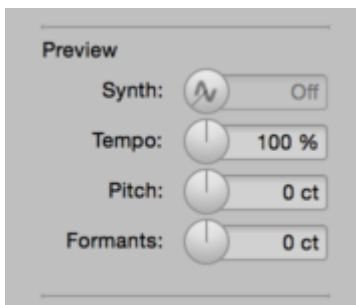 Preview
Synth: Off
Tempo: 100 %
Pitch: 0 ct
Formants: 0 ct